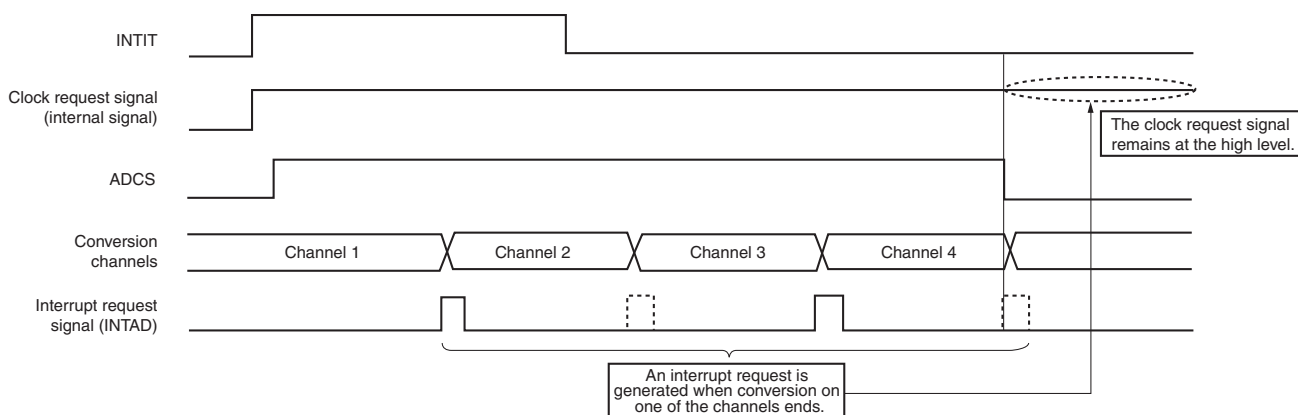 INTIT
Clock request signal
(internal signal)
The clock request signal
remains at the high level.
ADCS
Conversion
channels
Channel 1
Channel 2
Channel 3
Channel 4
Interrupt request
signal (INTAD)
An interrupt request is
generated when conversion on
one of the channels ends.